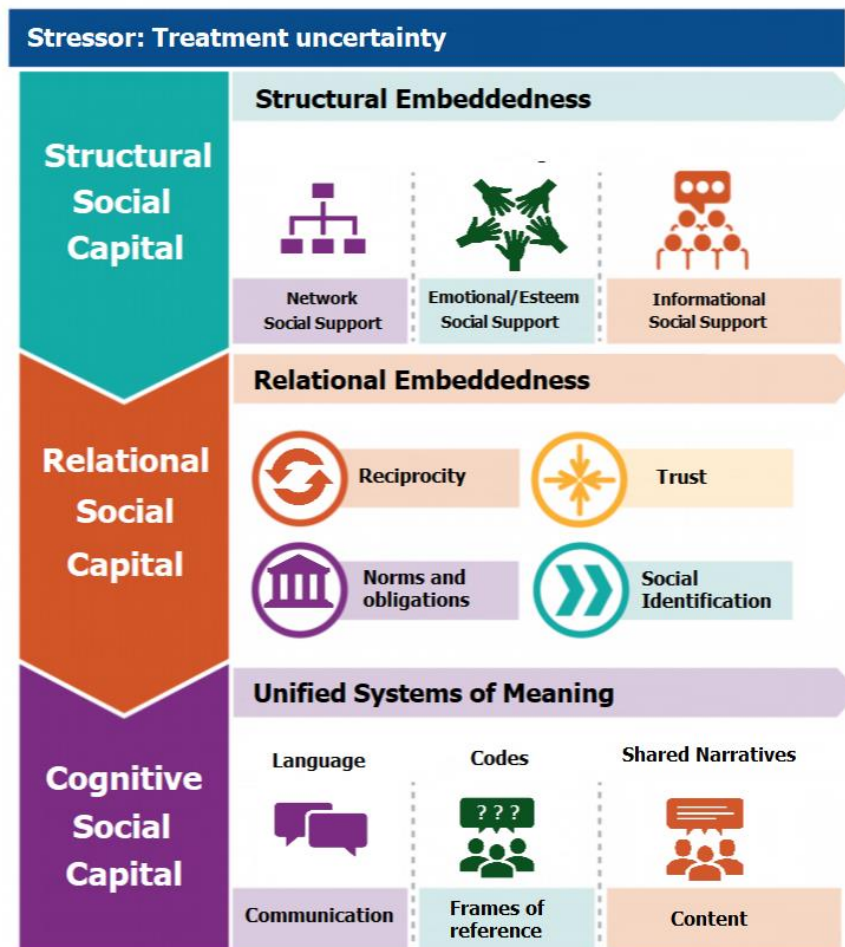 Stressor: Treatment uncertainty
Structural
Social
Capital
Structural Embeddedness
Network
Social Support
Emotional/Esteem
Social Support
Informational
Social Support
Relational
Social
Capital
Relational Embeddedness
Reciprocity
Trust
Norms and
obligations
Social
Identification
Cognitive
Social
Capital
Unified Systems of Meaning
Language
Codes
Shared Narratives
? ? ?
Communication
Frames of
reference
Content